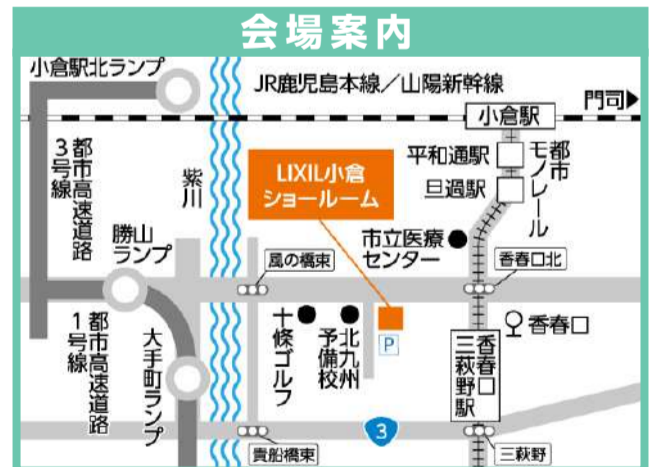 会場案内
小倉駅北ランプ
JR鹿児島本線／山陽新幹線
門司
小倉駅
平和通駅
旦過駅
都市
モノレール
都市高速道路
3号線
紫川
LIXIL小倉
ショールーム
勝山
ランプ
市立医療
センター
風の橋東
香春口北
都市高速道路
1号線
大手町ランプ
十條ゴルフ
北九州
予備校
P
香春口
香春口
三萩野駅
3
貴船橋東
三萩野